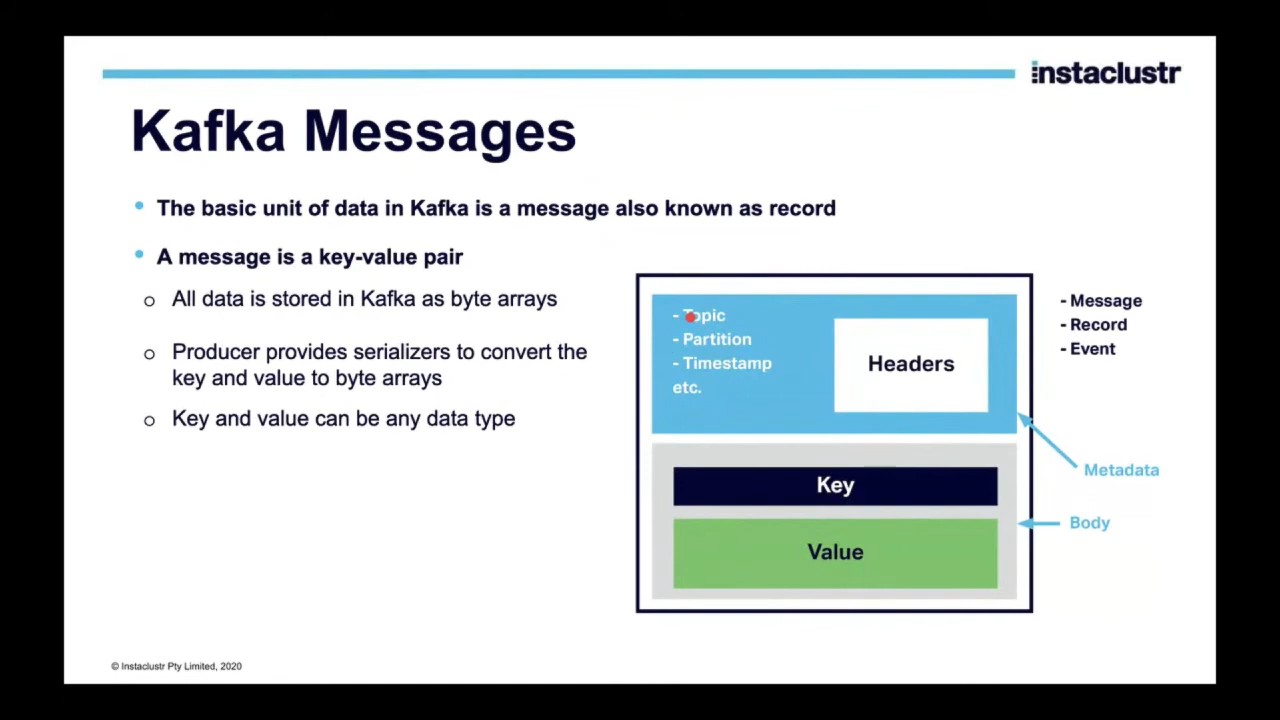 instaclustr
Kafka Messages
The basic unit of data in Kafka is a message also known as record
A message is a key-value pair
All data is stored in Kafka as byte arrays
Producer provides serializers to convert the
key and value to byte arrays
Key and value can be any data type
- Topic
- Partition
- Timestamp
etc.
Headers
Key
Value
- Message
- Record
- Event
Metadata
Body
© Instaclustr Pty Limited, 2020